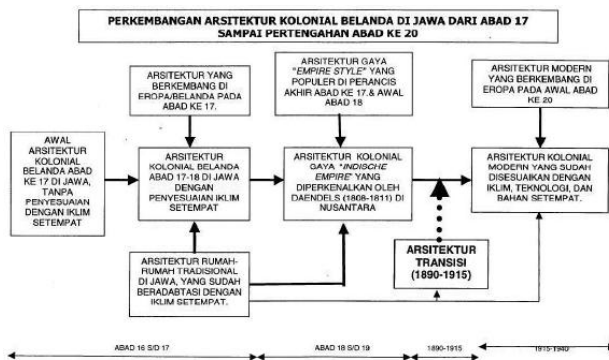 PERKEMBANGAN ARSITEKTUR KOLONIAL BELANDA DI JAWA DARI ABAD 17
SAMPAI PERTENGAHAN ABAD KE 20
ARSITEKTUR YANG
BERKEMBANG DI
EROPA/BELANDA PADA
ABAD KE 17.
ARSITEKTUR GAYA
"EMPIRE STYLE" YANG
POPULER DI PERANCIS
AKHIR ABAD KE 17.& AWAL
ABAD 18
ARSITEKTUR MODERN
YANG BERKEMBANG DI
EROPA PADA AWAL ABAD
KE 20
AWAL
ARSITEKTUR
KOLONIAL
BELANDA ABAD
KE 17 DI JAWA,
TANPA
PENYESUAIAN
DENGAN IKLIM
SETEMPAT
ARSITEKTUR
KOLONIAL BELANDA
ABAD 17-18 DI JAWA
DENGAN
PENYESUAIAN IKLIM
SETEMPAT
ARSITEKTUR KOLONIAL
GAYA "INDISCHE
EMPIRE" YANG
DIPERKENALKAN OLEH
DAENDELS (1808-1811) DI
NUSANTARA
ARSITEKTUR KOLONIAL
MODERN YANG SUDAH
DISESUAIKAN DENGAN
IKLIM, TEKNOLOGI, DAN
BAHAN SETEMPAT.
ARSITEKTUR RUMAH-
RUMAH TRADISIONAL
DI JAWA, YANG SUDAH
BERADABTASI DENGAN
IKLIM SETEMPAT.
ARSITEKTUR
TRANSISI
(1890-1915)
ABAD 16 S/D 17
ABAD 18 S/D 19
1890-1915
1915-1940